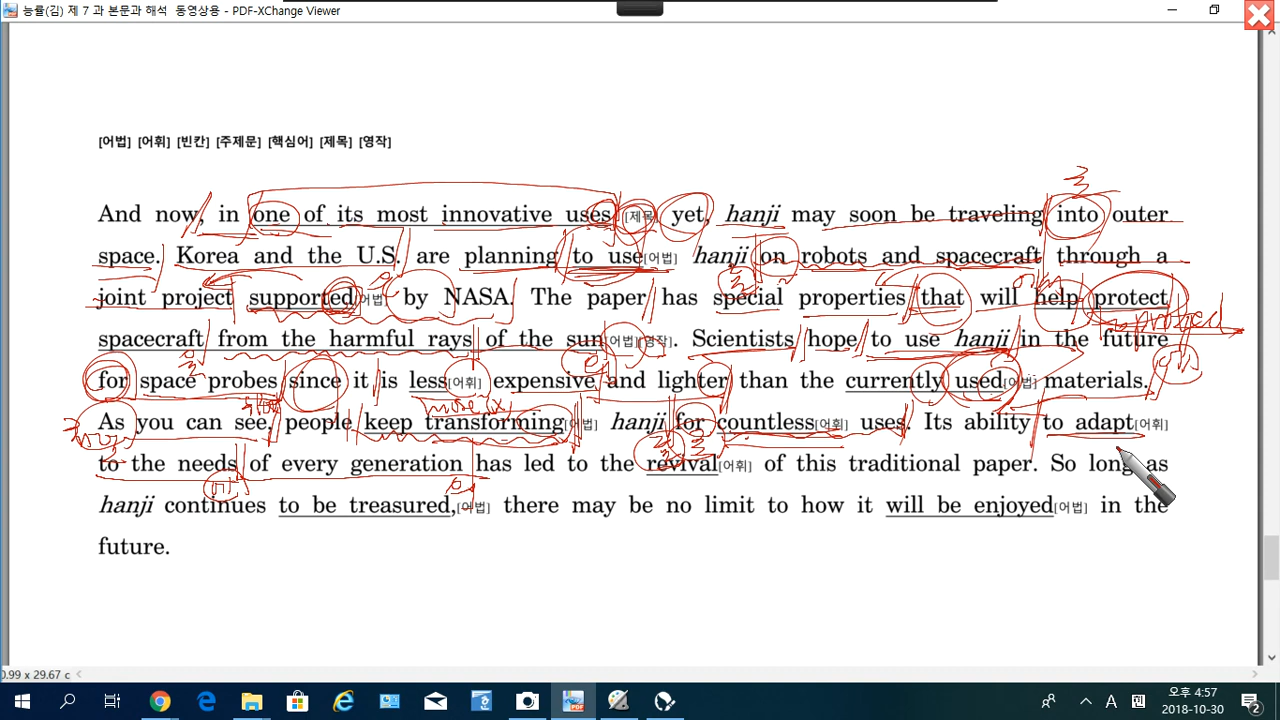 능률(김) 제 7 과 본문과 해석 동영상용 - PDF-XChange Viewer
[어법] [어휘] [빈칸] [주제문] [핵심어] [제목] [영작]
And now, in one of its most innovative uses [제목] yet, hanji may soon be traveling into outer
space. Korea and the U.S. are planning to use[어법] hanji on robots and spacecraft through a
joint project supported[어법] by NASA. The paper has special properties that will help protect
spacecraft from the harmful rays of the sun[어법][영작]. Scientists hope to use hanji in the future
for space probes since it is less[어휘] expensive and lighter than the currently used[어법] materials.
As you can see, people keep transforming[어법] hanji for countless[어휘] uses. Its ability to adapt[어휘]
to the needs of every generation has led to the revival[어휘] of this traditional paper. So long as
hanji continues to be treasured,[어법] there may be no limit to how it will be enjoyed[어법] in the
future.
0.99 x 29.67 c
A 오후 4:57
2018-10-30 2